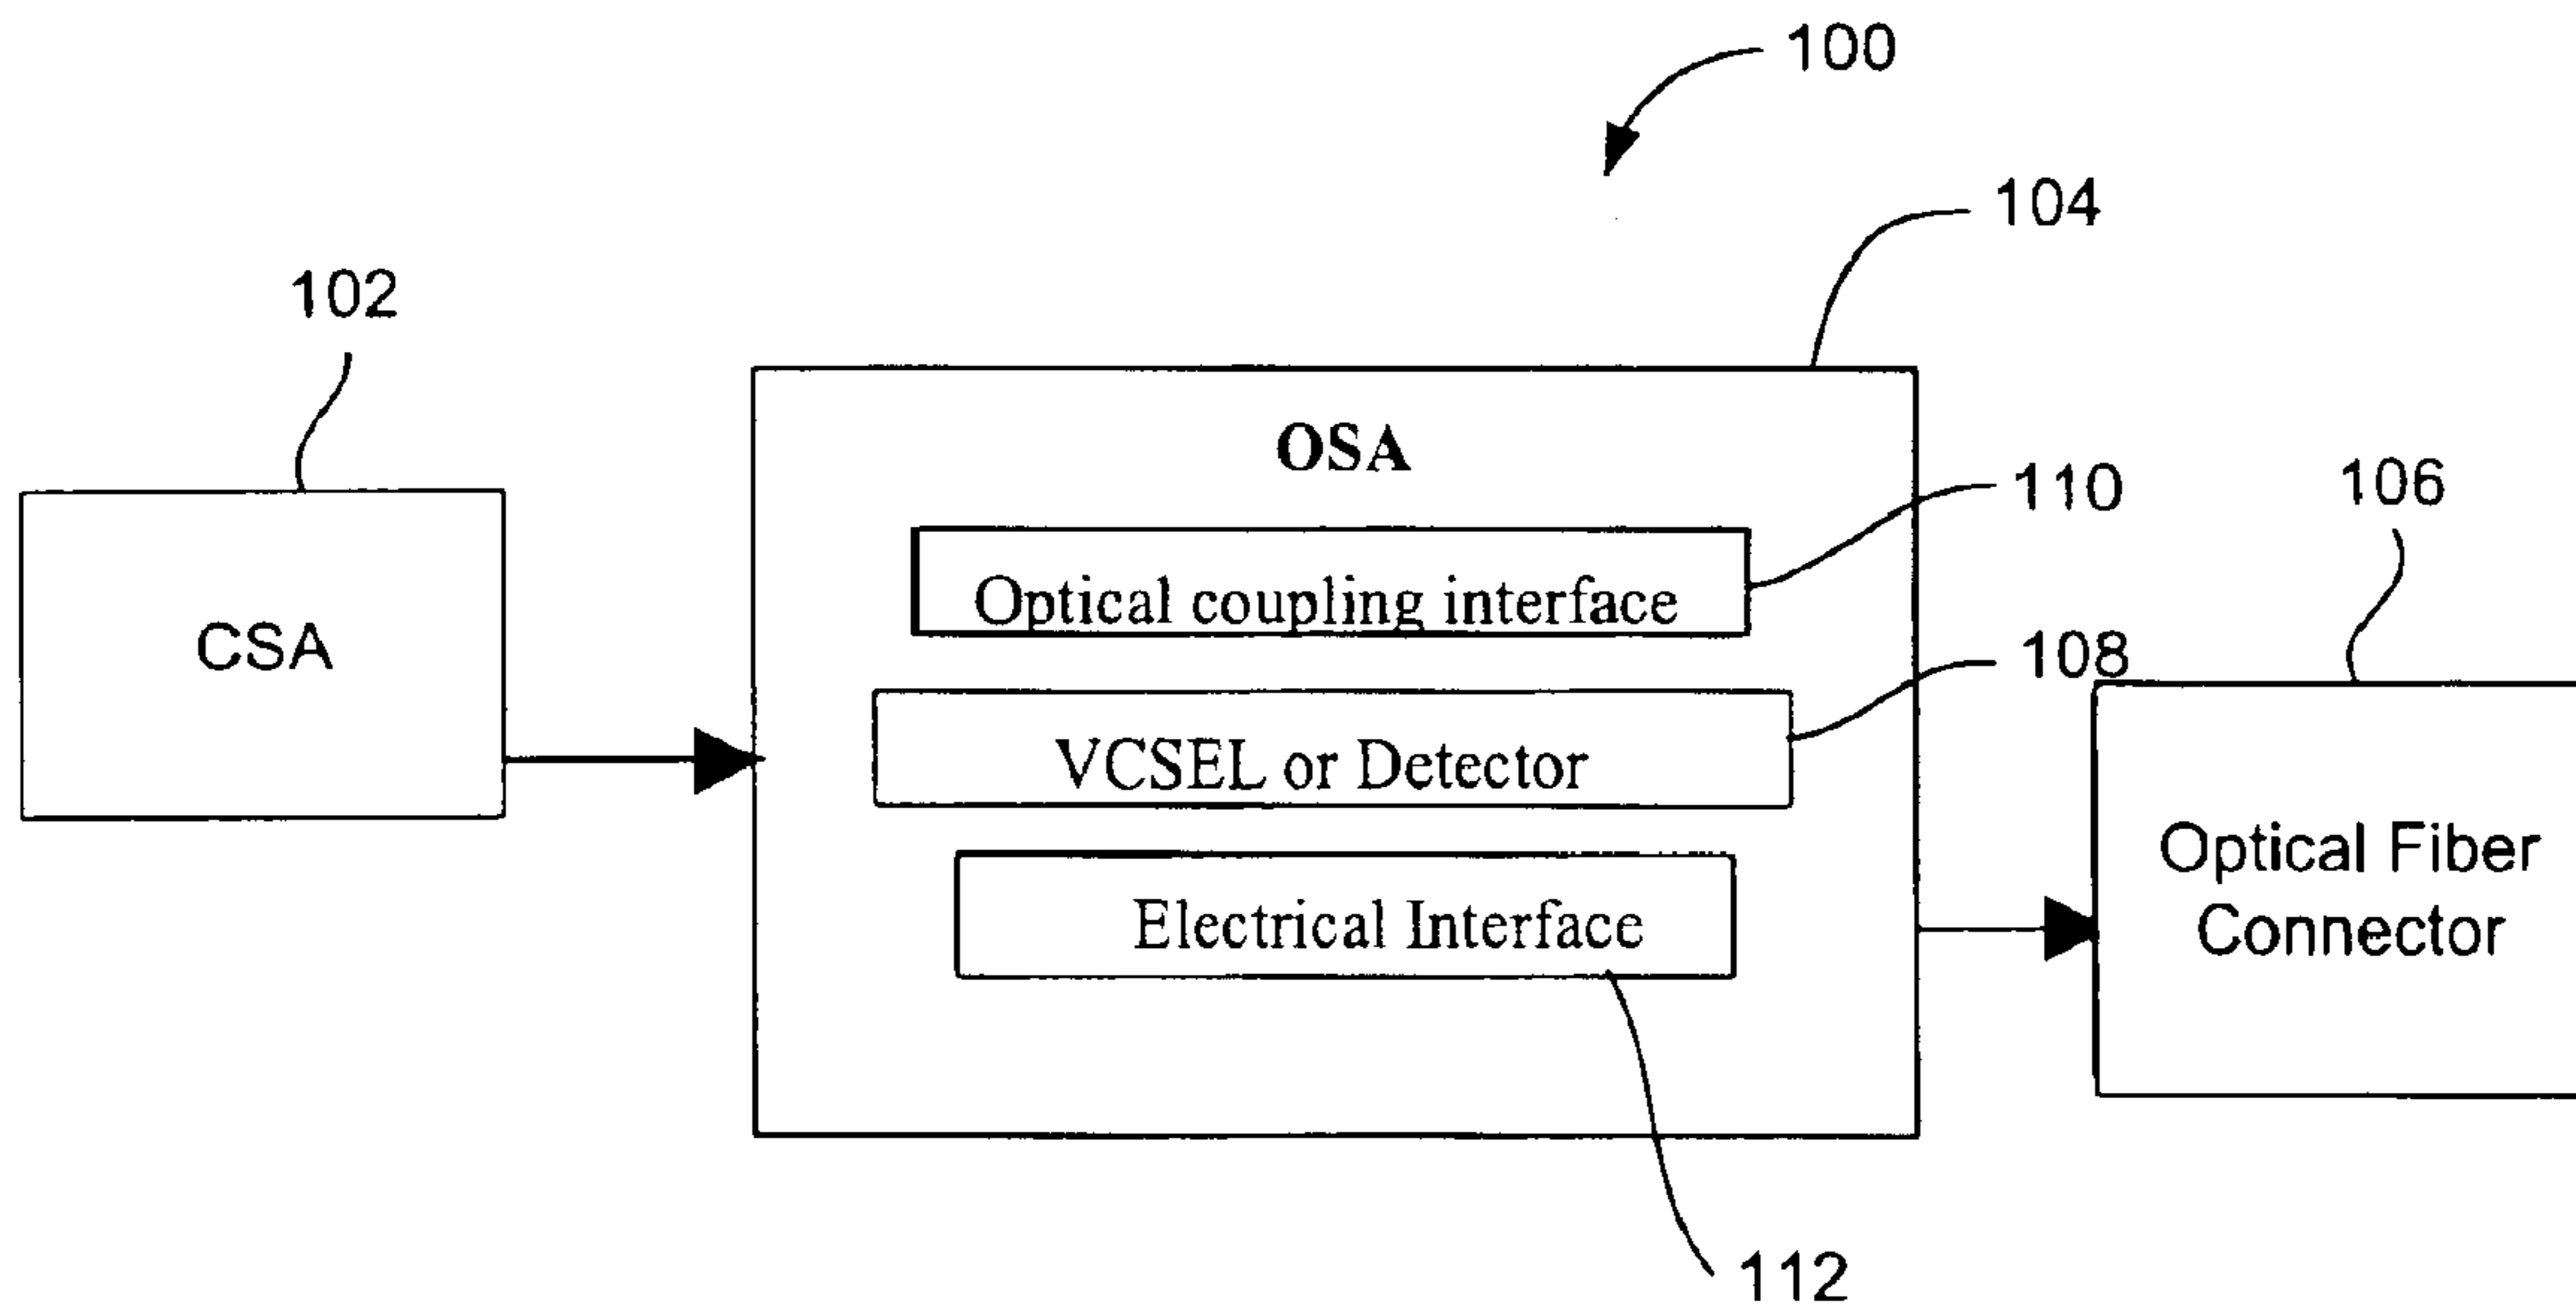 100
104
102
OSA
110
106
Optical coupling interface
CSA
108
VCSEL or Detector
Optical Fiber
Connector
Electrical Interface
112